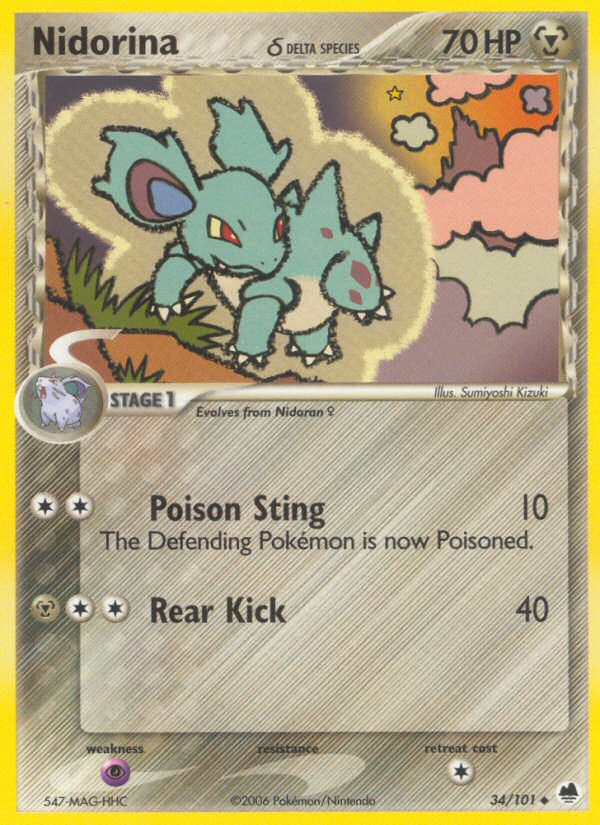 Nidorina δ DELTA SPECIES 70 HP
Illus. Sumiyoshi Kizuki
STAGE 1
Evolves from Nidoran ♀
Poison Sting 10
The Defending Pokémon is now Poisoned.
Rear Kick 40
weakness resistance retreat cost
547-MAG-HHC ©2006 Pokémon/Nintendo 34/101 ◆